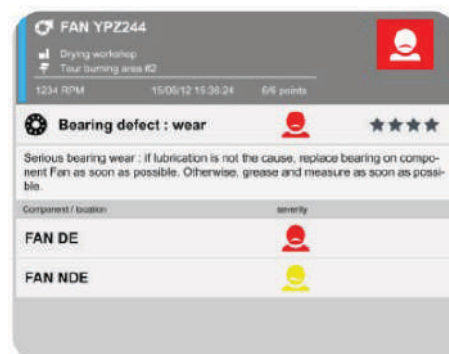 FAN YPZ244
Drying workshop
Tour burning area #2
1234 RPM 15/06/12 15:36:24 6/6 points
Bearing defect : wear
Serious bearing wear : if lubrication is not the cause, replace bearing on compo-
nent Fan as soon as possible. Otherwise, grease and measure as soon as possi-
ble.
Component / location severity
FAN DE
FAN NDE